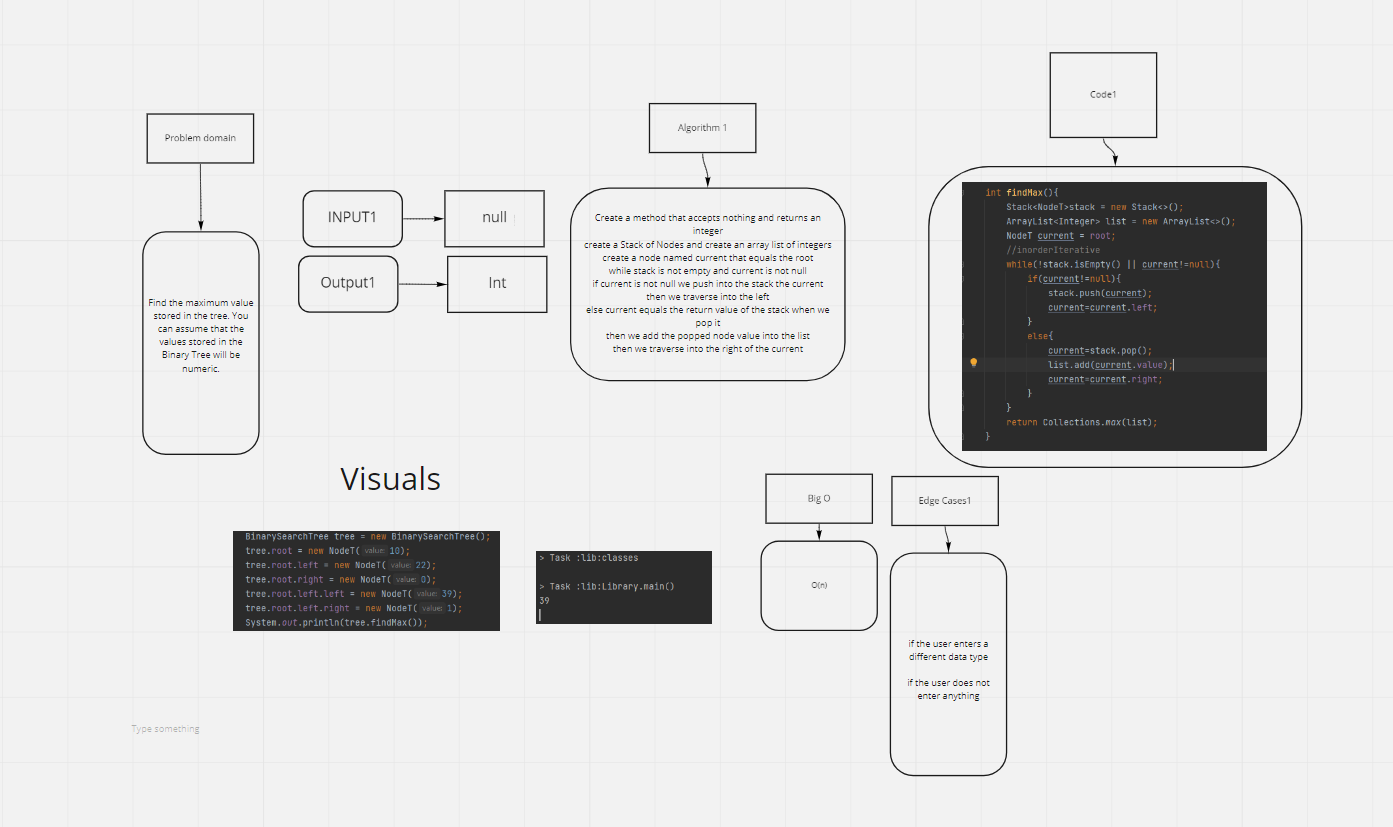 Problem domain
Find the maximum value
stored in the tree. You
can assume that the
values stored in the
Binary Tree will be
numeric.
INPUT1
null
Output1
Int
Algorithm 1
Create a method that accepts nothing and returns an
integer
create a Stack of Nodes and create an array list of integers
create a node named current that equals the root
while stack is not empty and current is not null
if current is not null we push into the stack the current
then we traverse into the left
else current equals the return value of the stack when we
pop it
then we add the popped node value into the list
then we traverse into the right of the current
Code1
int findMax(){
Stack<NodeT>stack = new Stack<>();
ArrayList<Integer> list = new ArrayList<>();
NodeT current = root;
//inorderIterative
while(!stack.isEmpty() || current!=null){
if(current!=null){
stack.push(current);
current=current.left;
}
else{
current=stack.pop();
list.add(current.value);
current=current.right;
}
}
return Collections.max(list);
}
Visuals
BinarySearchTree tree = new BinarySearchTree();
tree.root = new NodeT( value: 10);
tree.root.left = new NodeT( value: 22);
tree.root.right = new NodeT( value: 0);
tree.root.left.left = new NodeT( value: 39);
tree.root.left.right = new NodeT( value: 1);
System.out.println(tree.findMax());
> Task :lib:classes
> Task :lib:Library.main()
39
Big O
O(n)
Edge Cases1
if the user enters a
different data type
if the user does not
enter anything
Type something